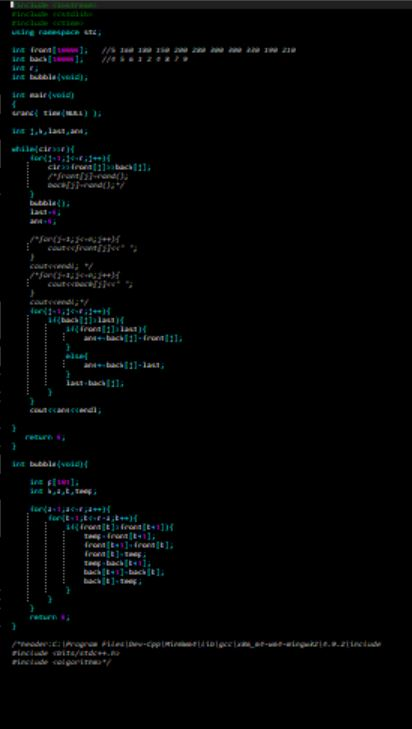 #include <iostream>
#include <cstdlib>
#include <ctime>
using namespace std;
int front[10000]; //5 160 180 150 200 280 300 300 330 190 210
int back[10000]; //4 5 6 1 2 4 8 7 9
int n;
int bubble(void);
int main(void)
{
srand( time(NULL) );
int j,k,last,ans;
while(cin>>n){
for(j=1;j<=n;j++){
cin>>front[j]>>back[j];
/*front[j]=rand();
back[j]=rand();*/
}
bubble();
last=0;
ans=0;
/*for(j=1;j<=n;j++){
cout<<front[j]<<" ";
}
cout<<endl; */
/*for(j=1;j<=n;j++){
cout<<back[j]<<" ";
}
cout<<endl;*/
for(j=1;j<=n;j++){
if(back[j]>last){
if(front[j]>last){
ans+=back[j]-front[j];
}
else{
ans+=back[j]-last;
}
last=back[j];
}
}
cout<<ans<<endl;
}
return 0;
}
int bubble(void){
int p[101];
int k,a,t,temp;
for(a=1;a<=n;a++){
for(t=1;t<=n-a;t++){
if(front[t]>front[t+1]){
temp=front[t+1];
front[t+1]=front[t];
front[t]=temp;
temp=back[t+1];
back[t+1]=back[t];
back[t]=temp;
}
}
}
return 0;
}
/*header:C:\Program Files\Dev-Cpp\MinGW64\lib\gcc\x86_64-w64-mingw32\4.9.2\include
#include <bits/stdc++.h>
#include <algorithm>*/